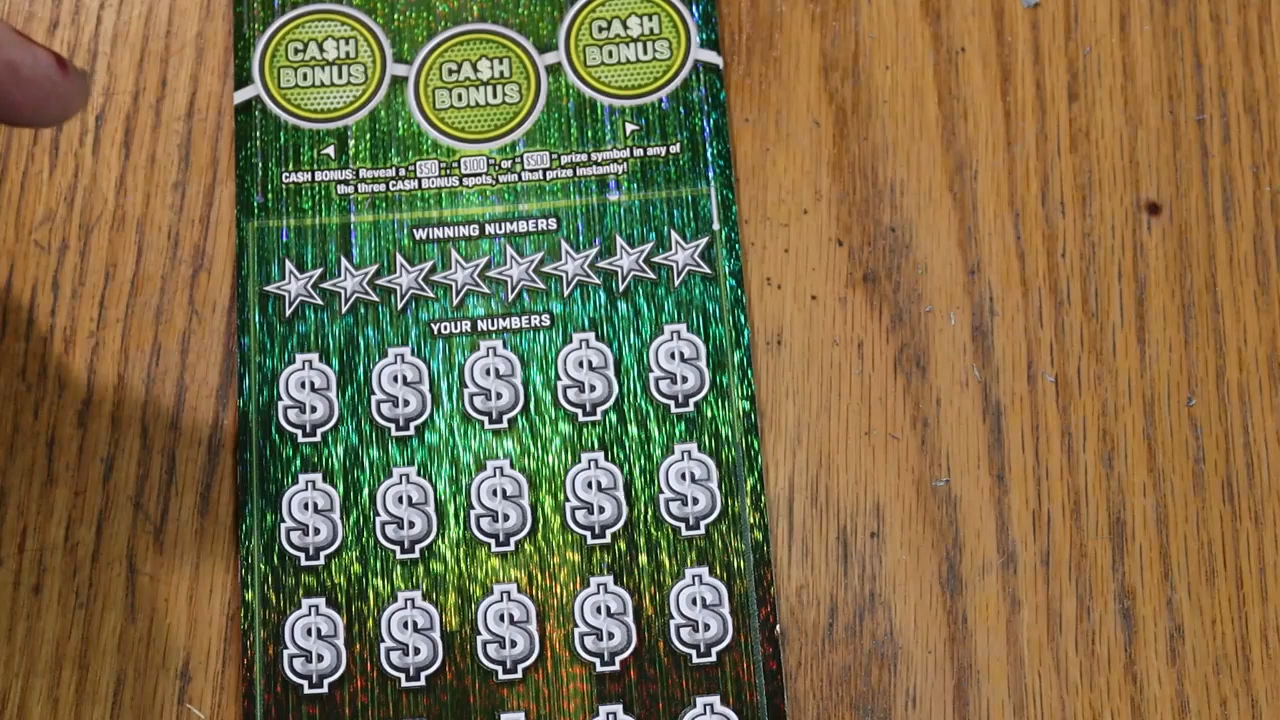 CA$H
BONUS
CA$H
BONUS
CA$H
BONUS
CA$H BONUS: Reveal a "$50", "$100", or "$500" prize symbol in any of
the three CA$H BONUS spots, win that prize instantly!
WINNING NUMBERS
YOUR NUMBERS
$ $ $ $ $
$ $ $ $ $
$ $ $ $ $